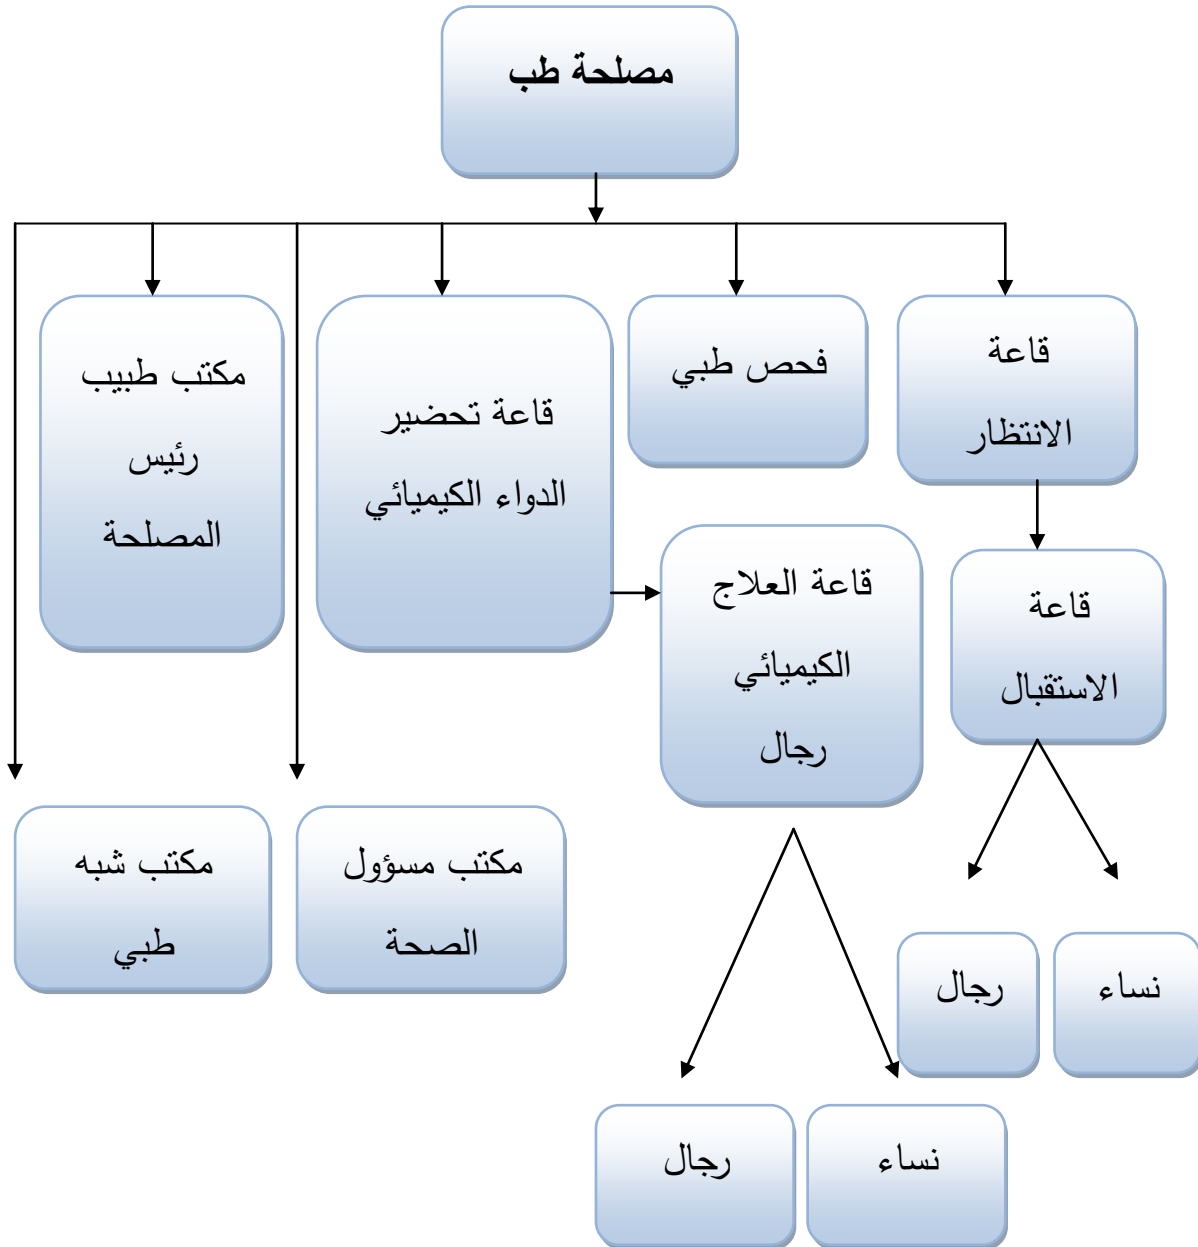 مصلحة طب
قاعة
الانتظار
فحص طبي
قاعة تحضير
الدواء الكيميائي
مكتب طبيب
رئيس
المصلحة
قاعة العلاج
الكيميائي
رجال
قاعة
الاستقبال
مكتب مسؤول
الصحة
مكتب شبه
طبي
نساء
رجال
نساء
رجال